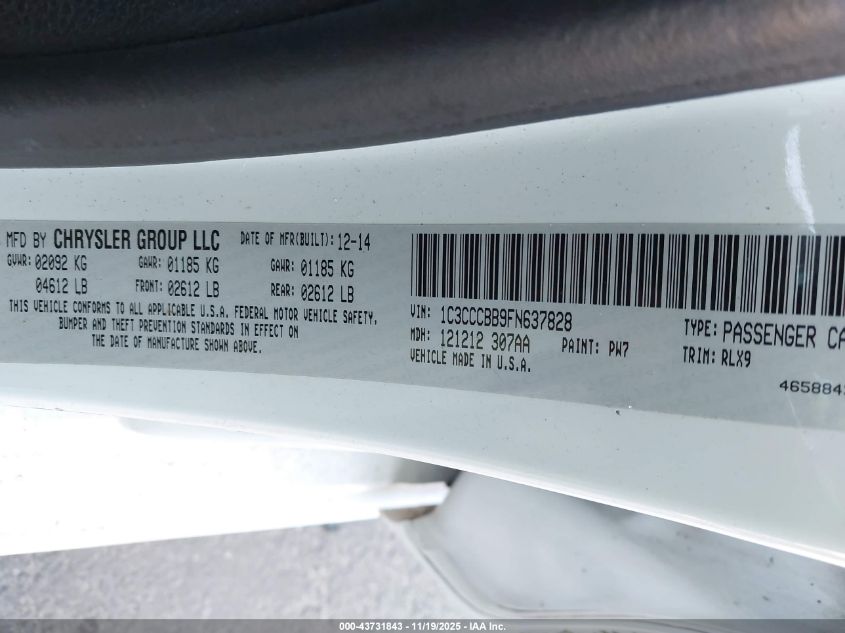 MFD BY CHRYSLER GROUP LLC DATE OF MFR(BUILT): 12-14
GVWR: 02092 KG GAWR: 01185 KG GAWR: 01185 KG
04612 LB FRONT: 02612 LB REAR: 02612 LB
THIS VEHICLE CONFORMS TO ALL APPLICABLE U.S.A. FEDERAL MOTOR VEHICLE SAFETY,
BUMPER AND THEFT PREVENTION STANDARDS IN EFFECT ON
THE DATE OF MANUFACTURE SHOWN ABOVE.
VIN: 1C3CCCBB9FN637828 TYPE: PASSENGER CA
MDH: 121212 307AA PAINT: PW7 TRIM: RLX9
VEHICLE MADE IN U.S.A.
000-43731843 - 11/19/2025 - IAA Inc.